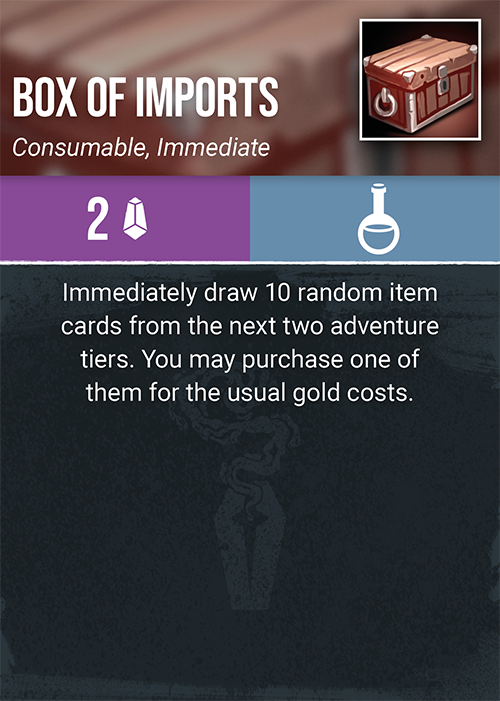 BOX OF IMPORTS
Consumable, Immediate
2
Immediately draw 10 random item
cards from the next two adventure
tiers. You may purchase one of
them for the usual gold costs.